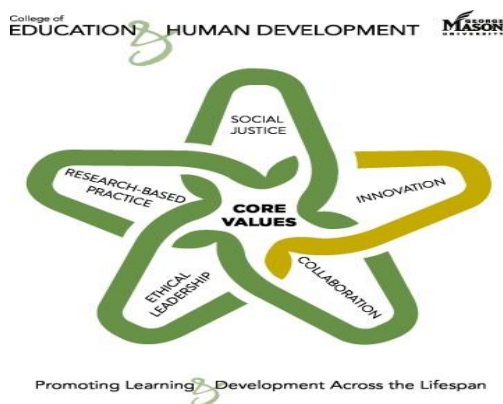 College of
EDUCATION & HUMAN DEVELOPMENT
GEORGE
MASON
UNIVERSITY
SOCIAL
JUSTICE
RESEARCH-BASED
PRACTICE
CORE
VALUES
INNOVATION
ETHICAL
LEADERSHIP
COLLABORATION
Promoting Learning & Development Across the Lifespan